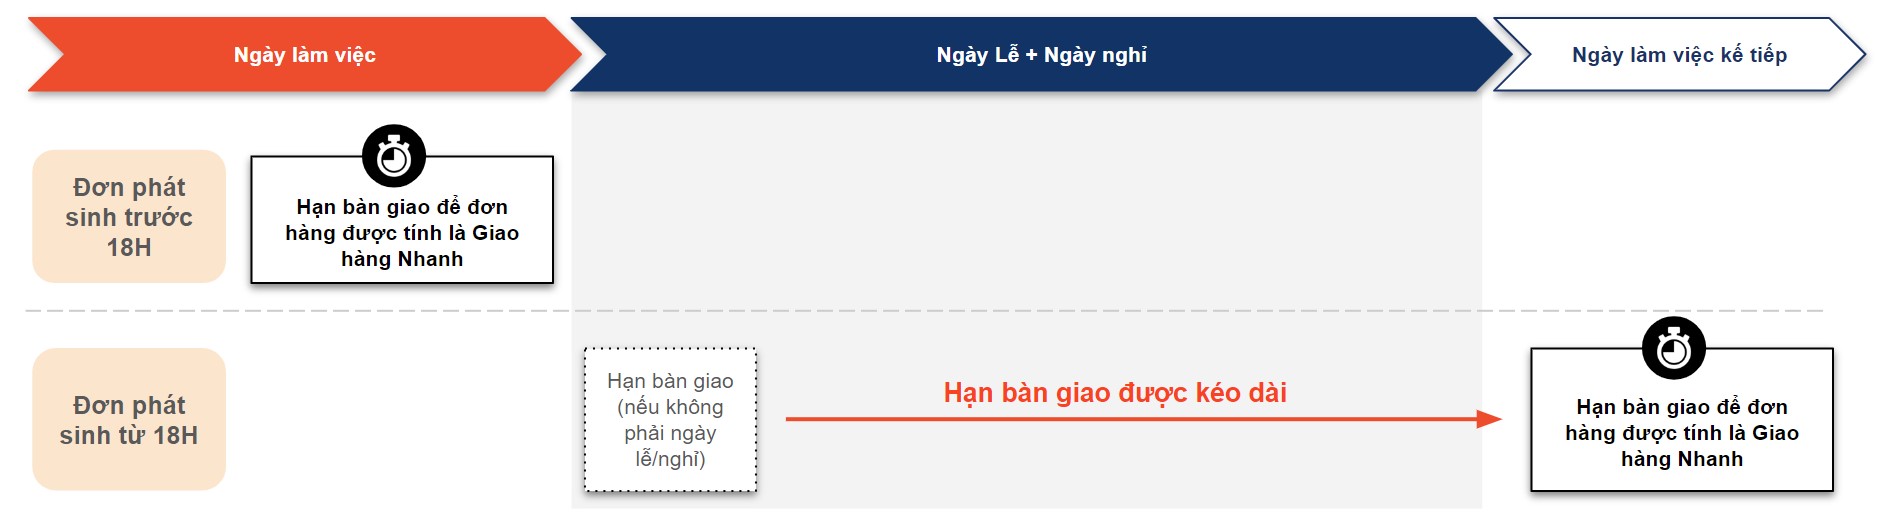 Ngày làm việc
Ngày Lễ + Ngày nghỉ
Ngày làm việc kế tiếp
Đơn phát
sinh trước
18H
Hạn bàn giao để đơn
hàng được tính là Giao
hàng Nhanh
Đơn phát
sinh từ 18H
Hạn bàn giao
(nếu không
phải ngày
lễ/nghỉ)
Hạn bàn giao được kéo dài
Hạn bàn giao để đơn
hàng được tính là Giao
hàng Nhanh